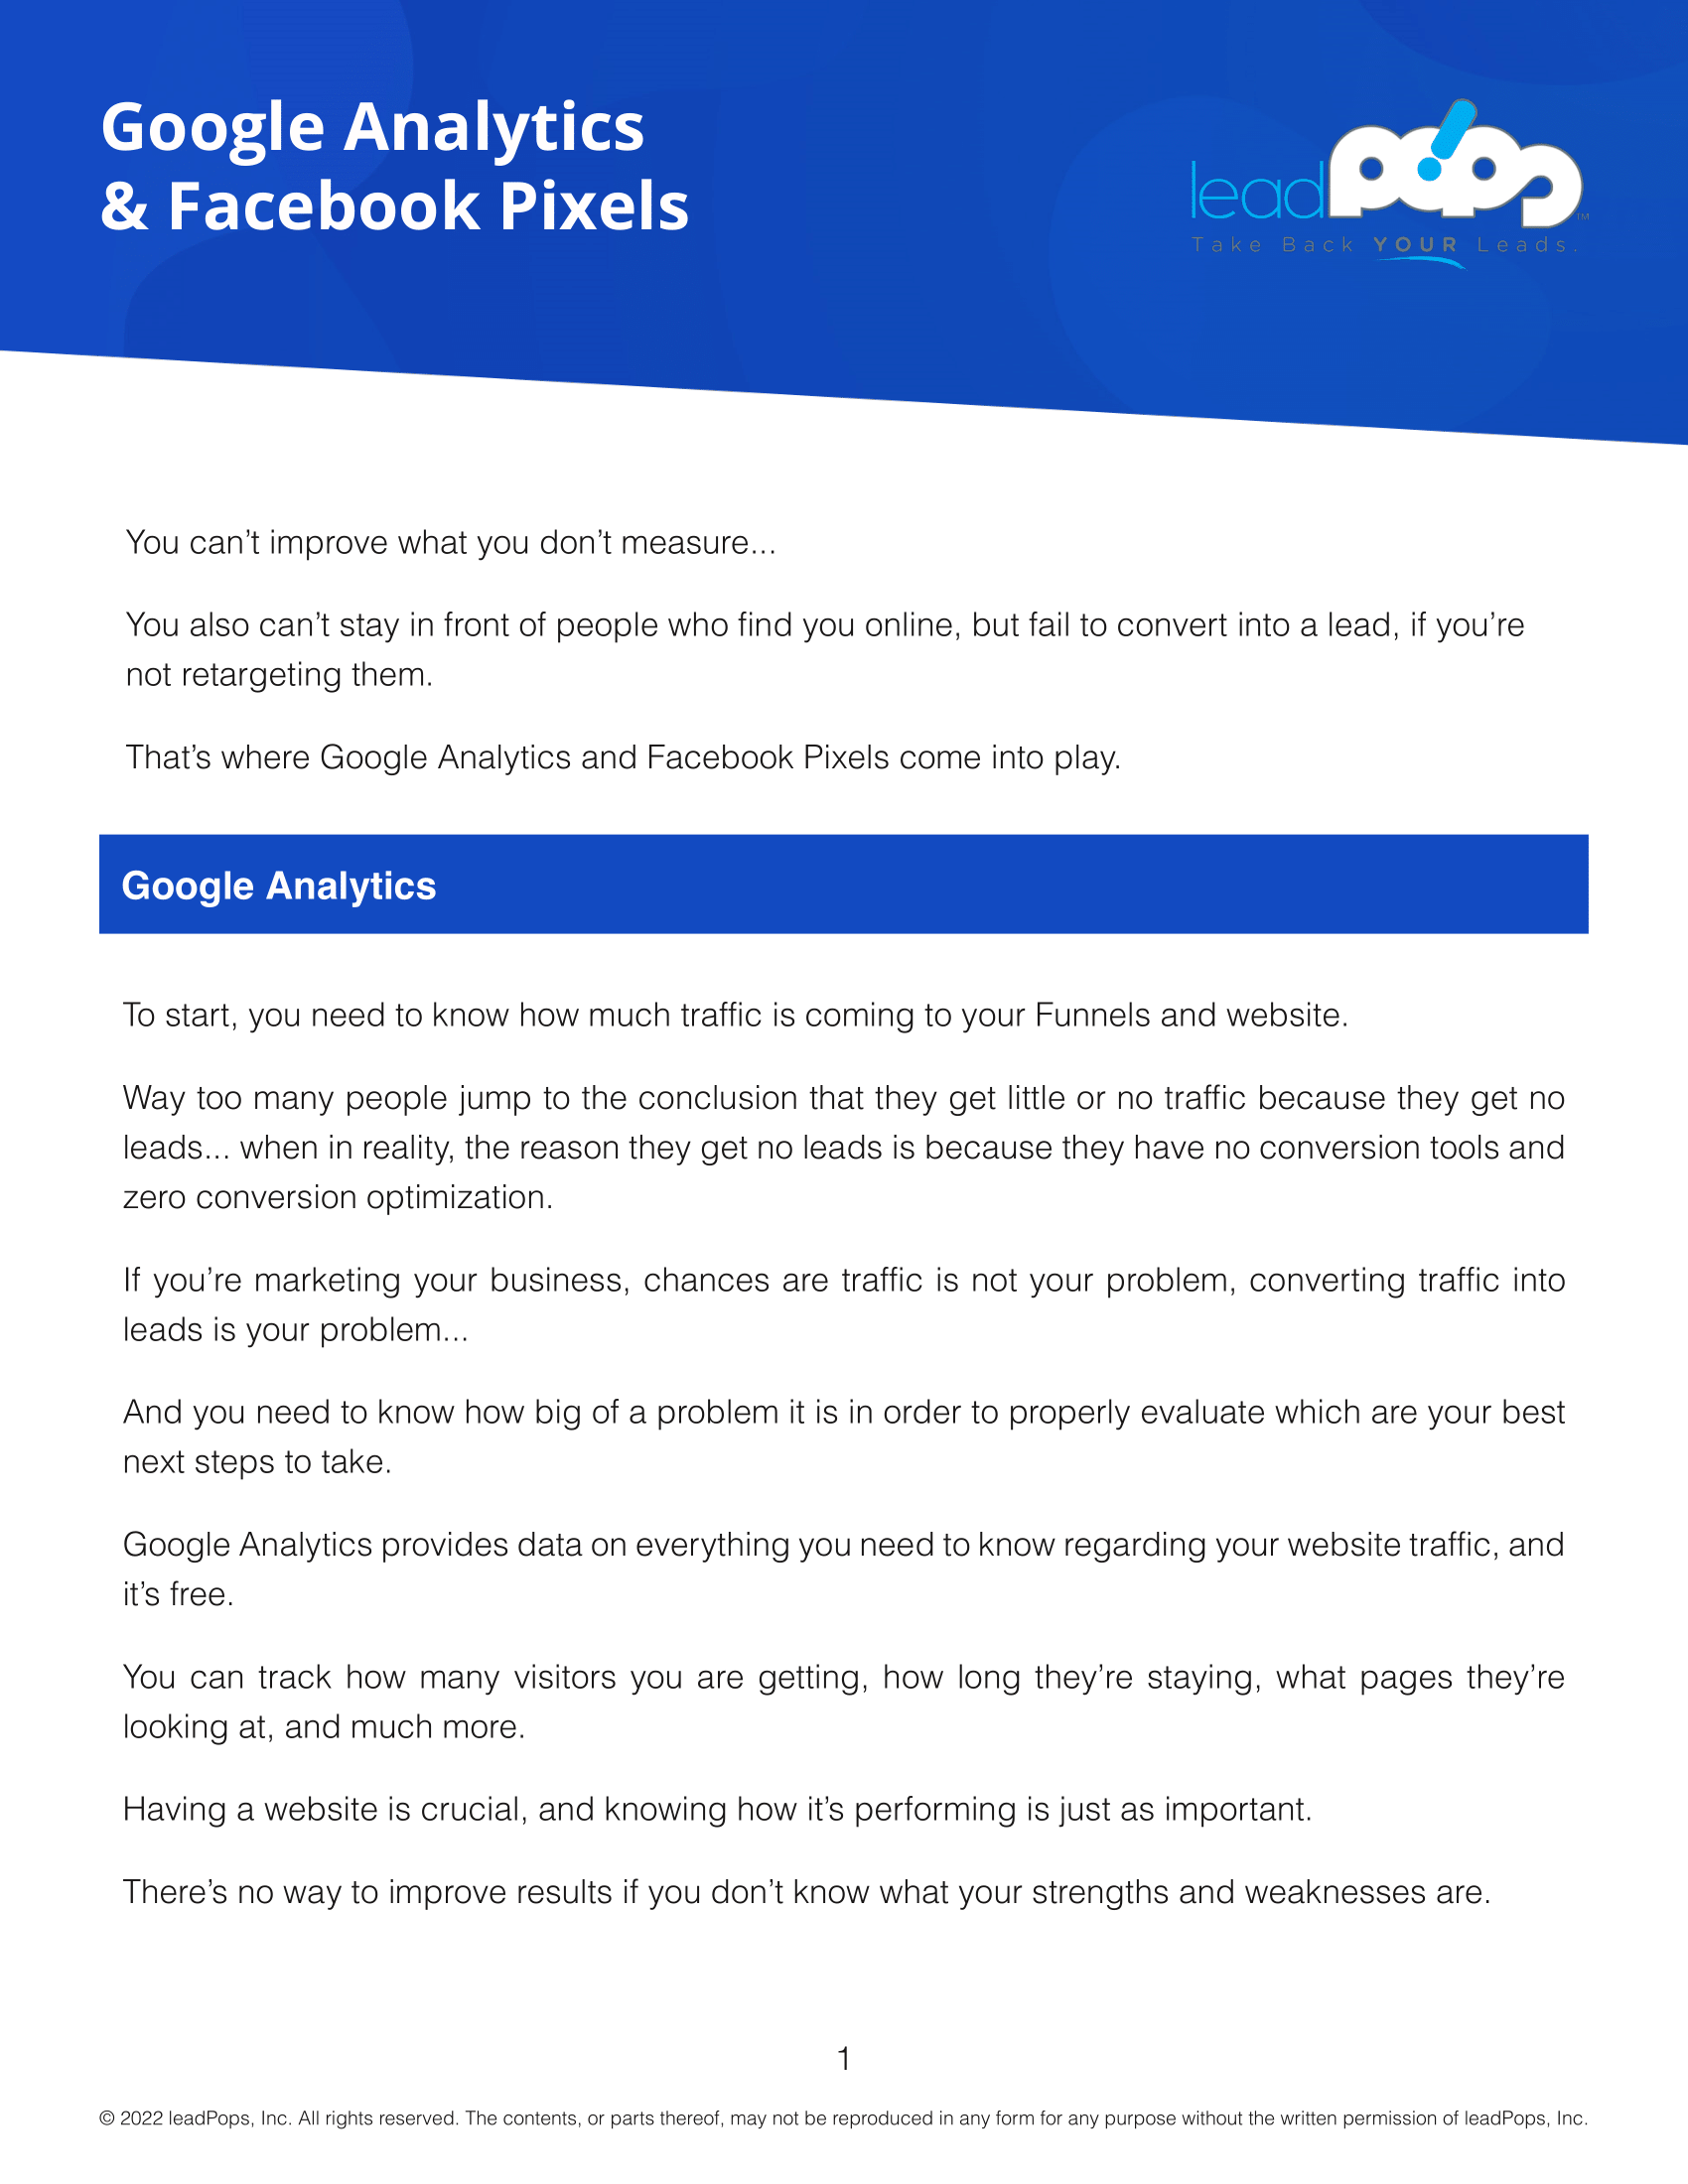 Google Analytics
& Facebook Pixels
leadPops
TM
Take Back YOUR Leads.
You can’t improve what you don’t measure...
You also can’t stay in front of people who find you online, but fail to convert into a lead, if you’re
not retargeting them.
That’s where Google Analytics and Facebook Pixels come into play.
Google Analytics
To start, you need to know how much traffic is coming to your Funnels and website.
Way too many people jump to the conclusion that they get little or no traffic because they get no
leads... when in reality, the reason they get no leads is because they have no conversion tools and
zero conversion optimization.
If you’re marketing your business, chances are traffic is not your problem, converting traffic into
leads is your problem...
And you need to know how big of a problem it is in order to properly evaluate which are your best
next steps to take.
Google Analytics provides data on everything you need to know regarding your website traffic, and
it’s free.
You can track how many visitors you are getting, how long they’re staying, what pages they’re
looking at, and much more.
Having a website is crucial, and knowing how it’s performing is just as important.
There’s no way to improve results if you don’t know what your strengths and weaknesses are.
1
© 2022 leadPops, Inc. All rights reserved. The contents, or parts thereof, may not be reproduced in any form for any purpose without the written permission of leadPops, Inc.